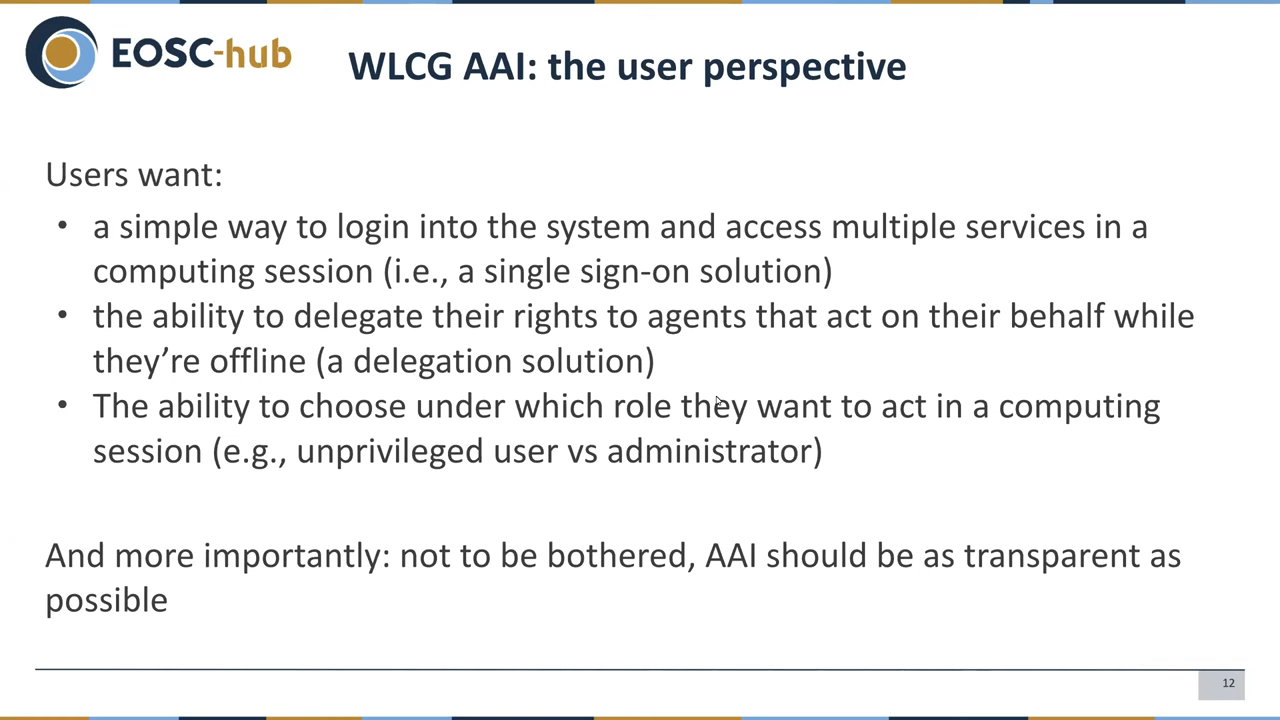 EOSC-hub
WLCG AAI: the user perspective
Users want:
• a simple way to login into the system and access multiple services in a
computing session (i.e., a single sign-on solution)
• the ability to delegate their rights to agents that act on their behalf while
they’re offline (a delegation solution)
• The ability to choose under which role they want to act in a computing
session (e.g., unprivileged user vs administrator)
And more importantly: not to be bothered, AAI should be as transparent as
possible
12